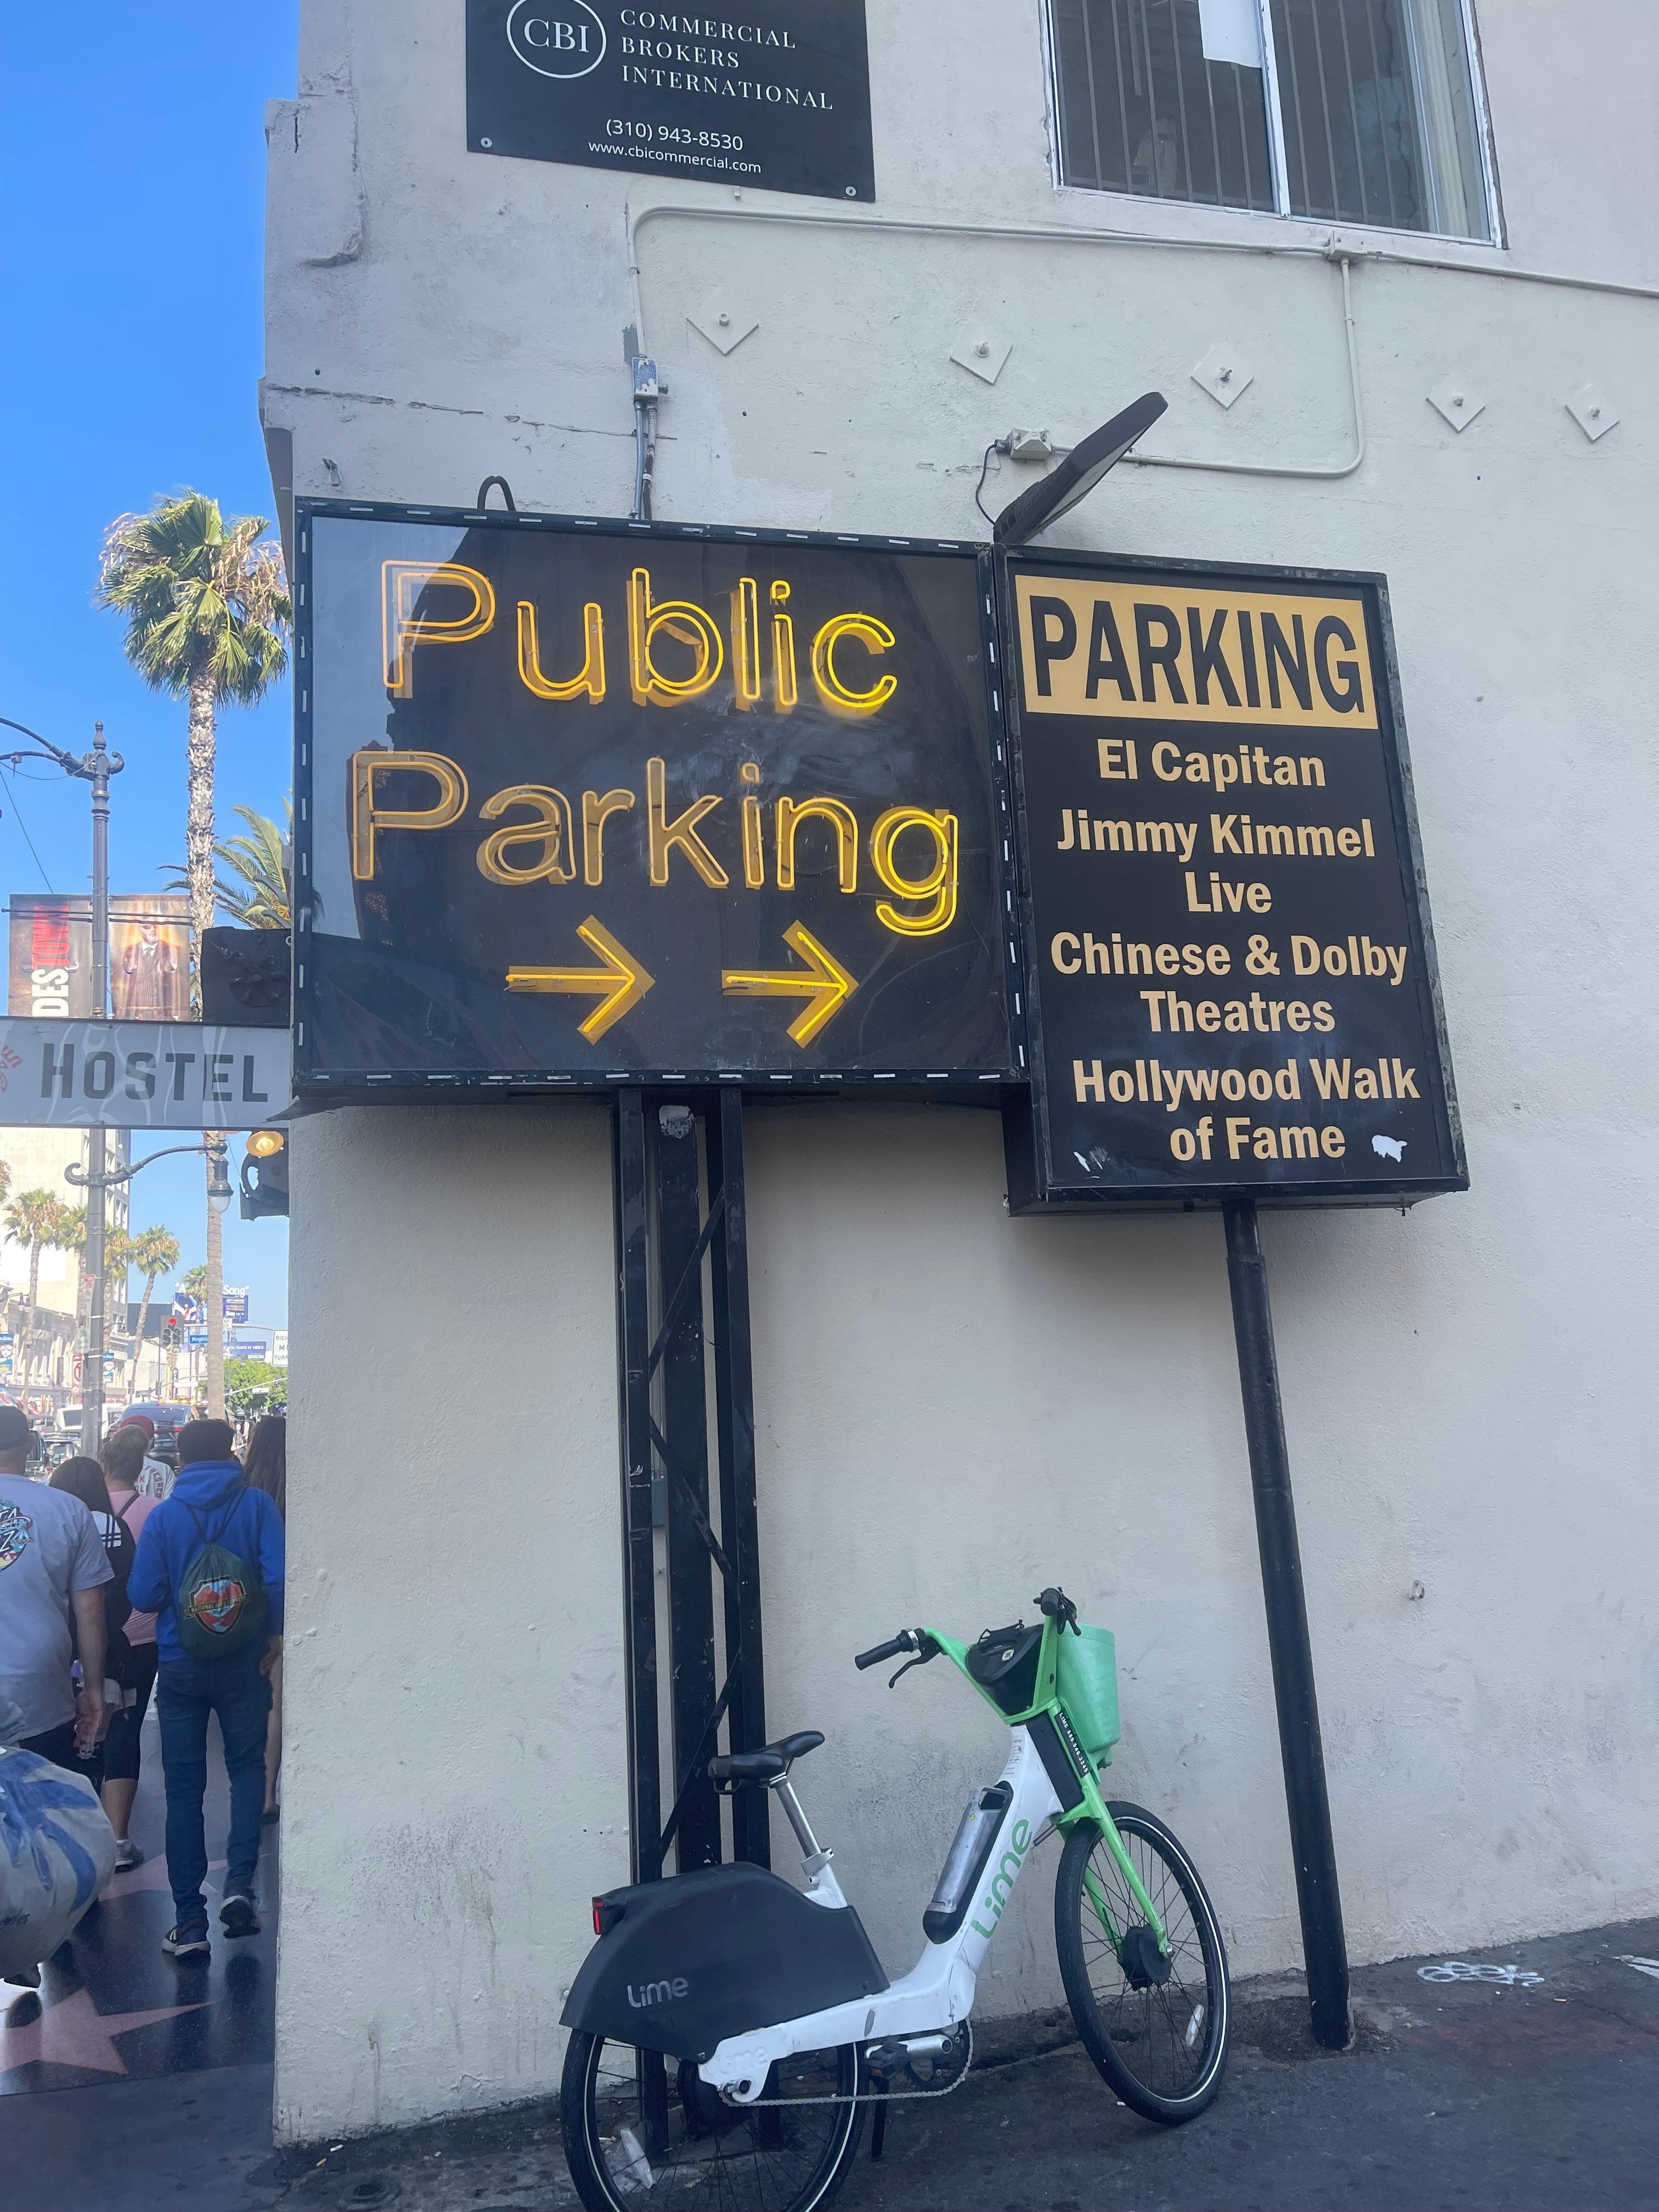 CBI
COMMERCIAL
BROKERS
INTERNATIONAL
(310) 943-8530
www.cbicommercial.com
Public
Parking
PARKING
El Capitan
Jimmy Kimmel
Live
Chinese & Dolby
Theatres
Hollywood Walk
of Fame
HOSTEL
Lime
Lime